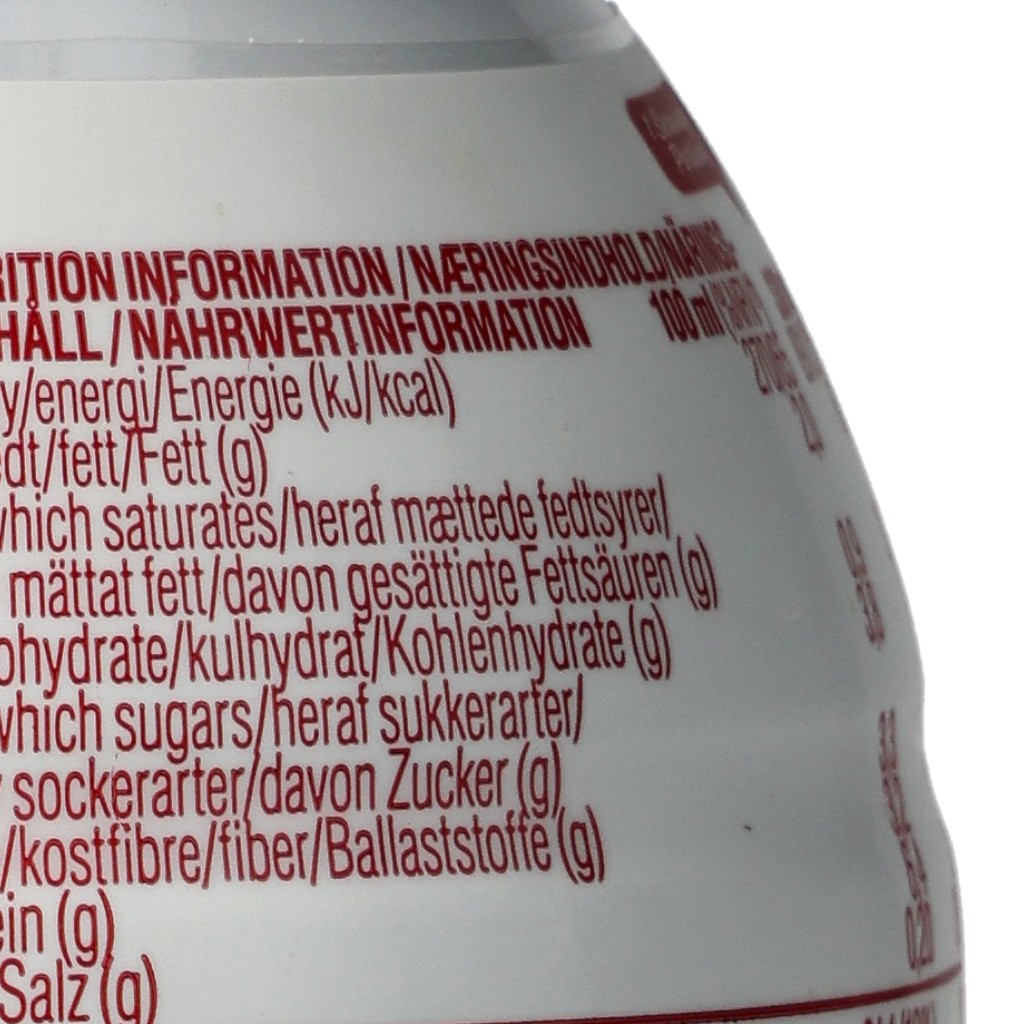 RITION INFORMATION / NÆRINGSINDHOLD/NÄRINGS-
HÅLL / NÄHRWERTINFORMATION 100 ml
y/energi/Energie (kJ/kcal)
edt/fett/Fett (g)
which saturates/heraf mættede fedtsyrer/
mättat fett/davon gesättigte Fettsäuren (g)
ohydrate/kulhydrat/Kohlenhydrate (g)
which sugars/heraf sukkerarter/
sockerarter/davon Zucker (g)
/kostfibre/fiber/Ballaststoffe (g)
ein (g)
Salz (g)